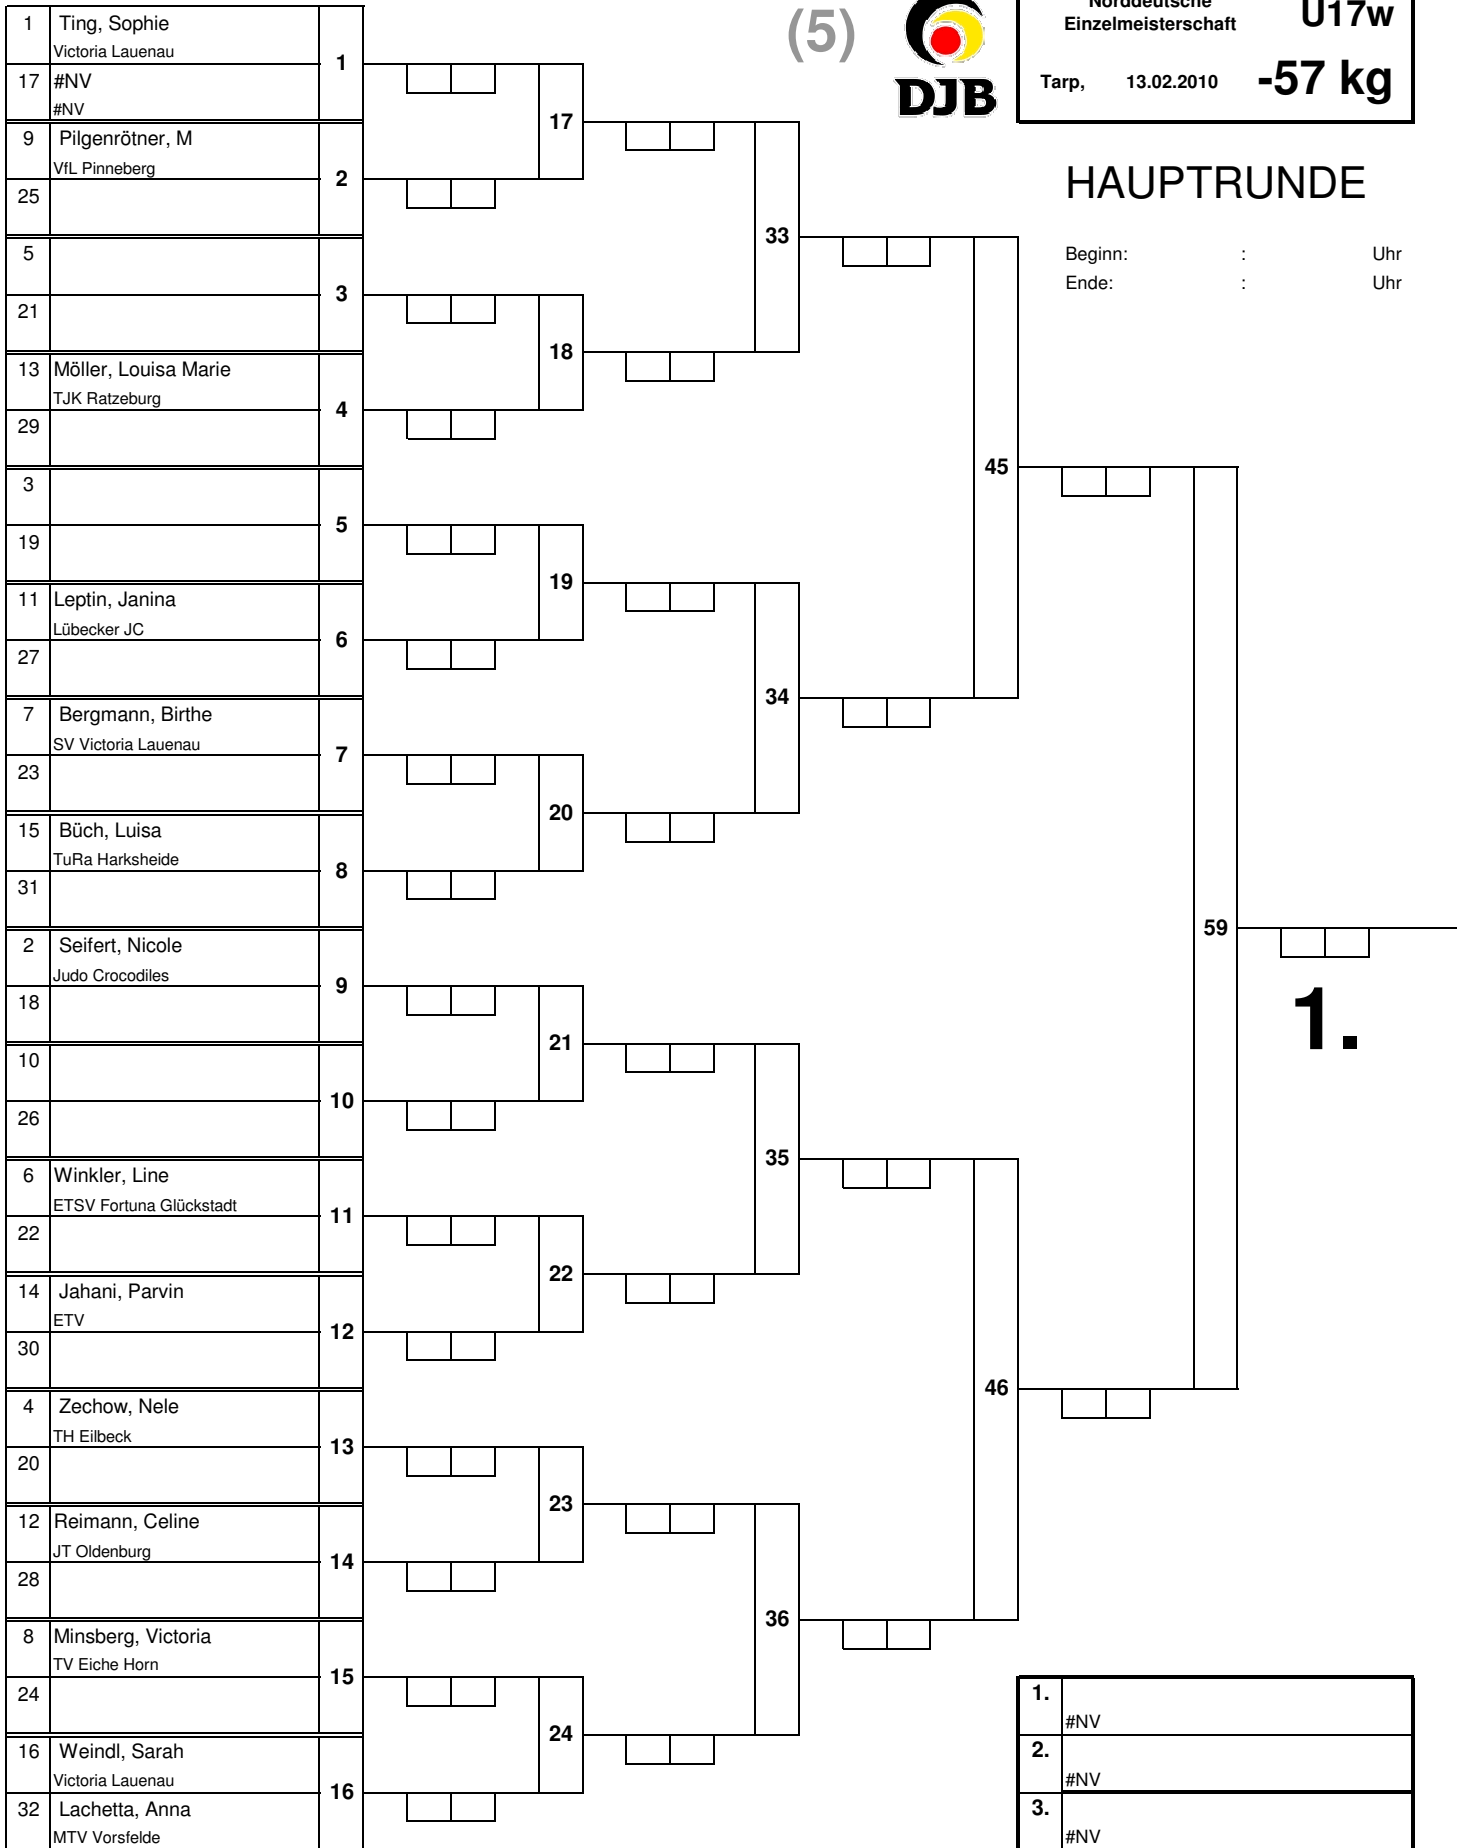 (5)
DJB
Norddeutsche
Einzelmeisterschaft
U17w
Tarp, 13.02.2010 -57 kg
HAUPTRUNDE
Beginn: : Uhr
Ende: : Uhr
1 Ting, Sophie
Victoria Lauenau
1
17 #NV
#NV
9 Pilgenrötner, M
VfL Pinneberg
2
25
5
3
21
13 Möller, Louisa Marie
TJK Ratzeburg
4
29
3
5
19
11 Leptin, Janina
Lübecker JC
6
27
7 Bergmann, Birthe
SV Victoria Lauenau
7
23
15 Büch, Luisa
TuRa Harksheide
8
31
2 Seifert, Nicole
Judo Crocodiles
9
18
10
10
26
6 Winkler, Line
ETSV Fortuna Glückstadt
11
22
14 Jahani, Parvin
ETV
12
30
4 Zechow, Nele
TH Eilbeck
13
20
12 Reimann, Celine
JT Oldenburg
14
28
8 Minsberg, Victoria
TV Eiche Horn
15
24
16 Weindl, Sarah
Victoria Lauenau
16
32 Lachetta, Anna
MTV Vorsfelde
17
18
19
20
21
22
23
24
33
34
35
36
45
46
59
1.
1.
#NV
2.
#NV
3.
#NV